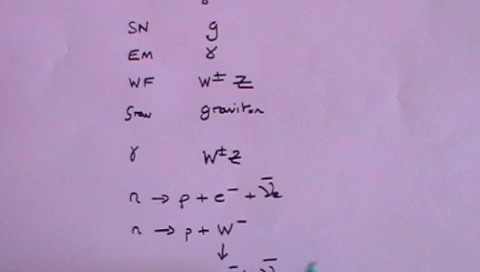 SN g
EM γ
WF W± Z
Grav graviton
γ W± Z
n → p + e⁻ + ν̄e
n → p + W⁻
↓